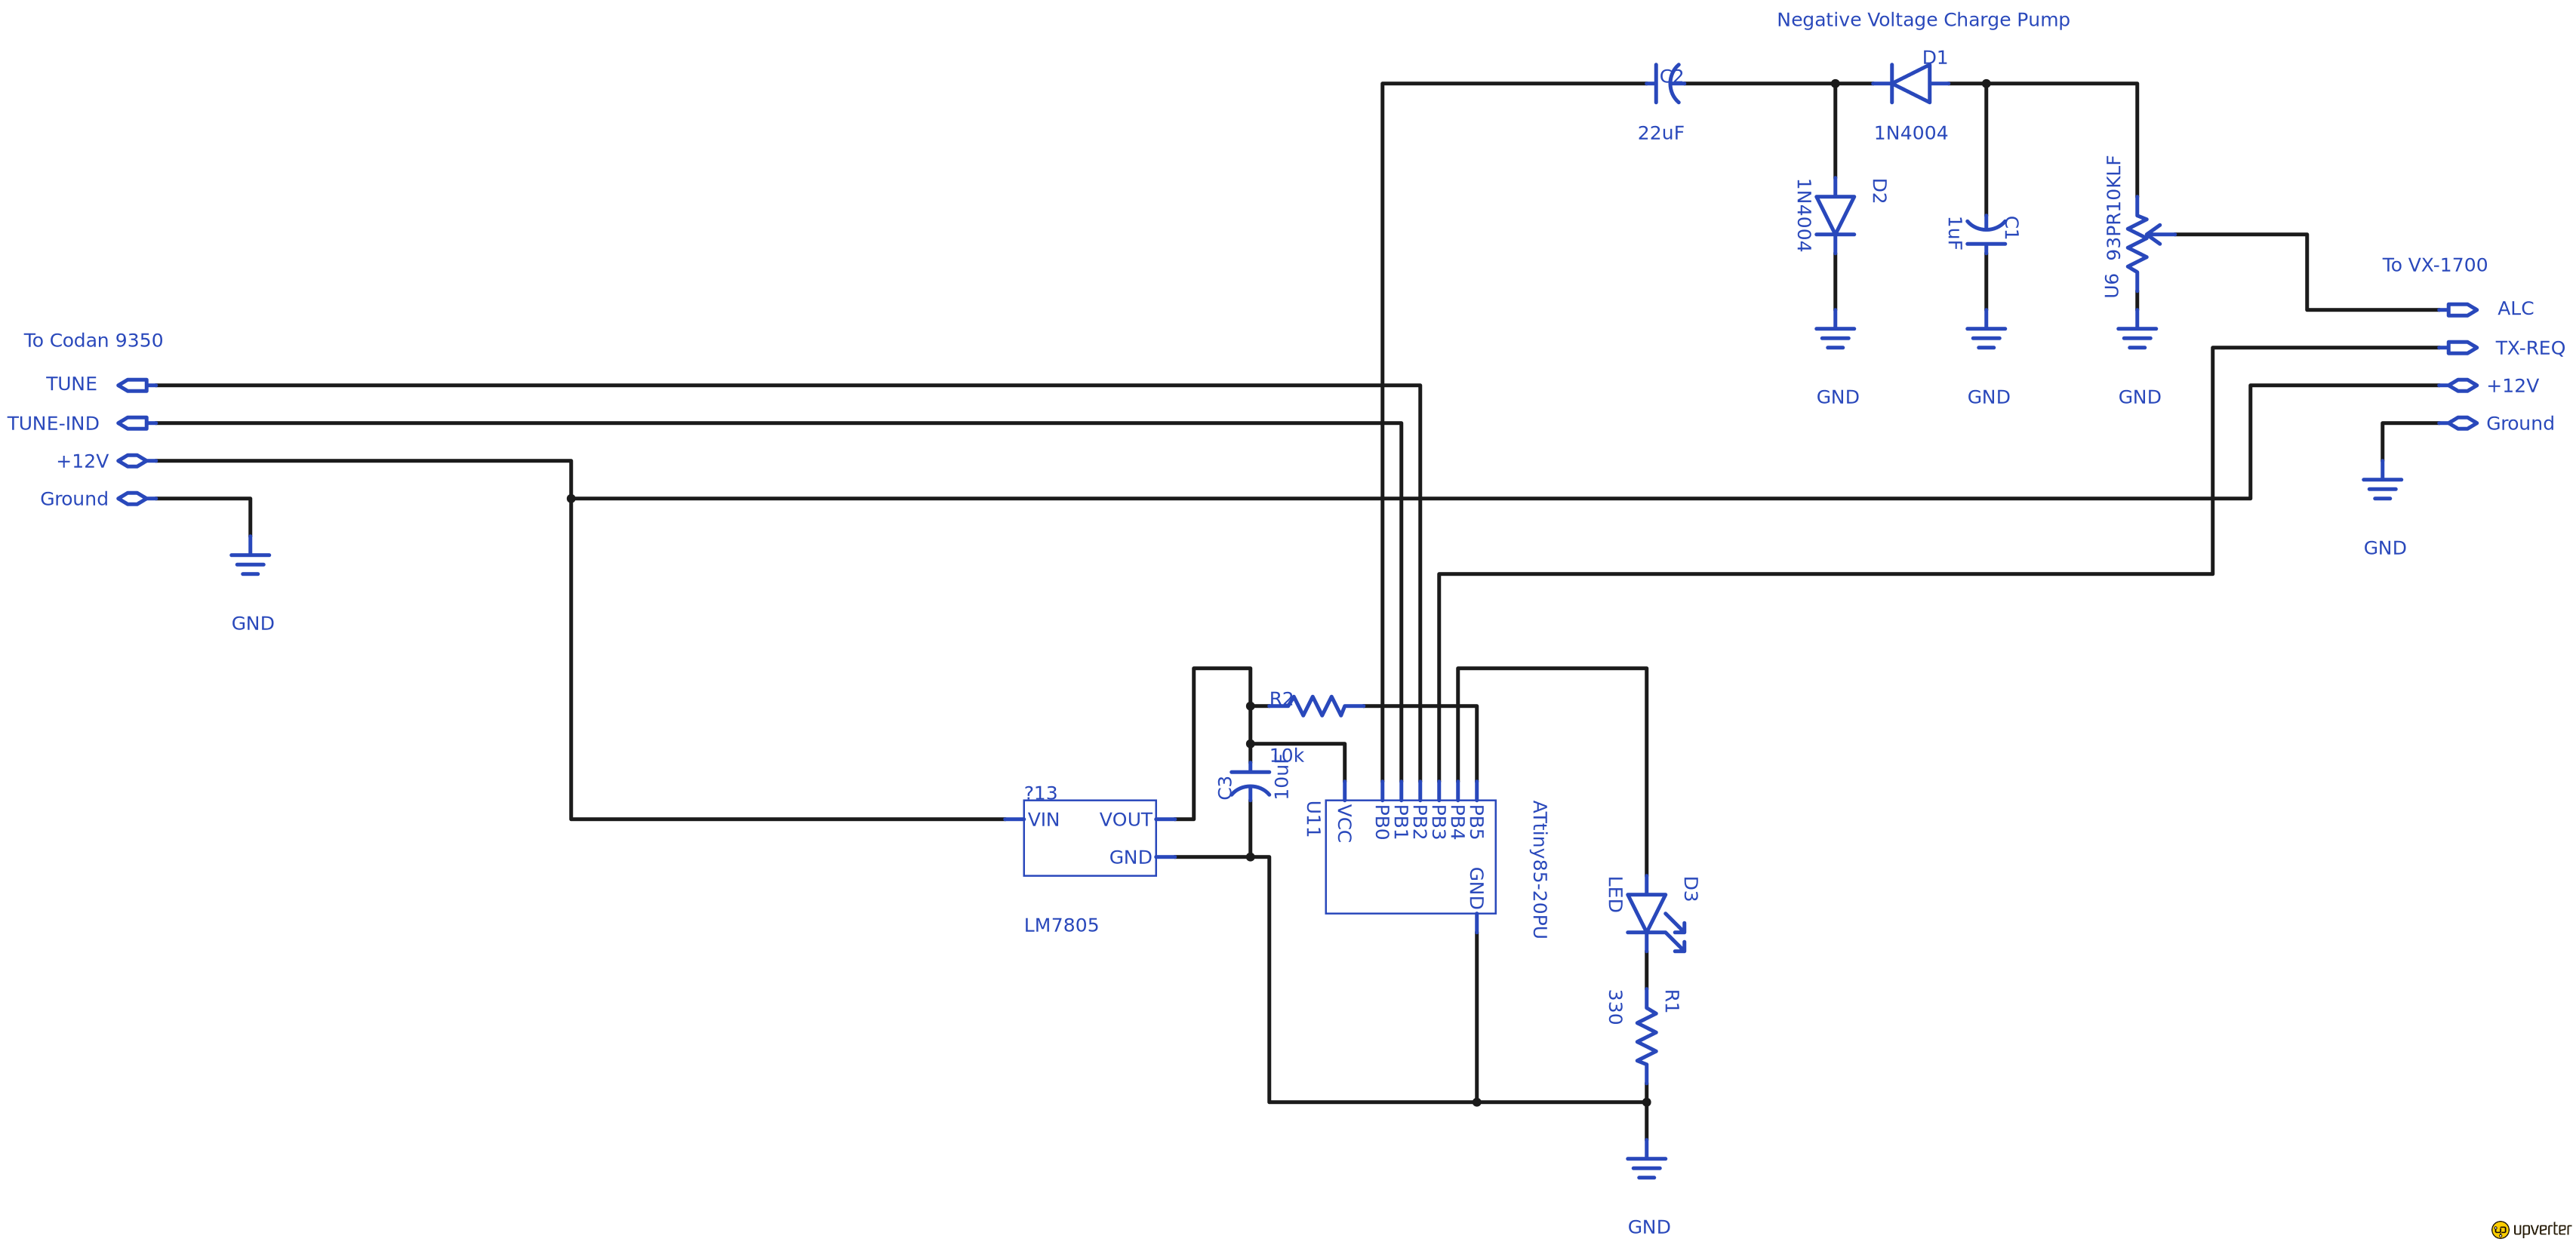 Negative Voltage Charge Pump
D1
C2
22uF
1N4004
1N4004
D2
1uF
C1
U6 93PR10KLF
To VX-1700
ALC
TX-REQ
+12V
Ground
GND
GND
GND
GND
To Codan 9350
TUNE
TUNE-IND
+12V
Ground
GND
R2
10k
C3
10uF
?13
VIN
VOUT
GND
LM7805
U11
VCC
PB0
PB1
PB2
PB3
PB4
PB5
GND
ATtiny85-20PU
LED
D3
330
R1
GND
upverter